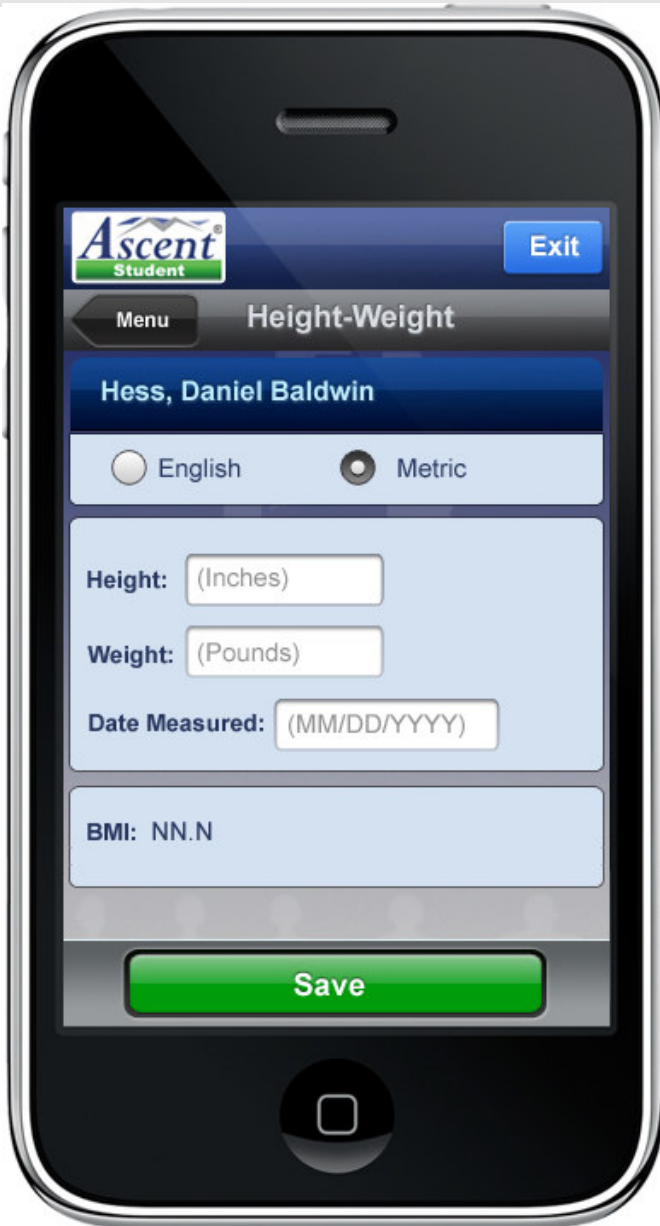 Ascent®
Student
Exit
Menu
Height-Weight
Hess, Daniel Baldwin
English
Metric
Height: (Inches)
Weight: (Pounds)
Date Measured: (MM/DD/YYYY)
BMI: NN.N
Save